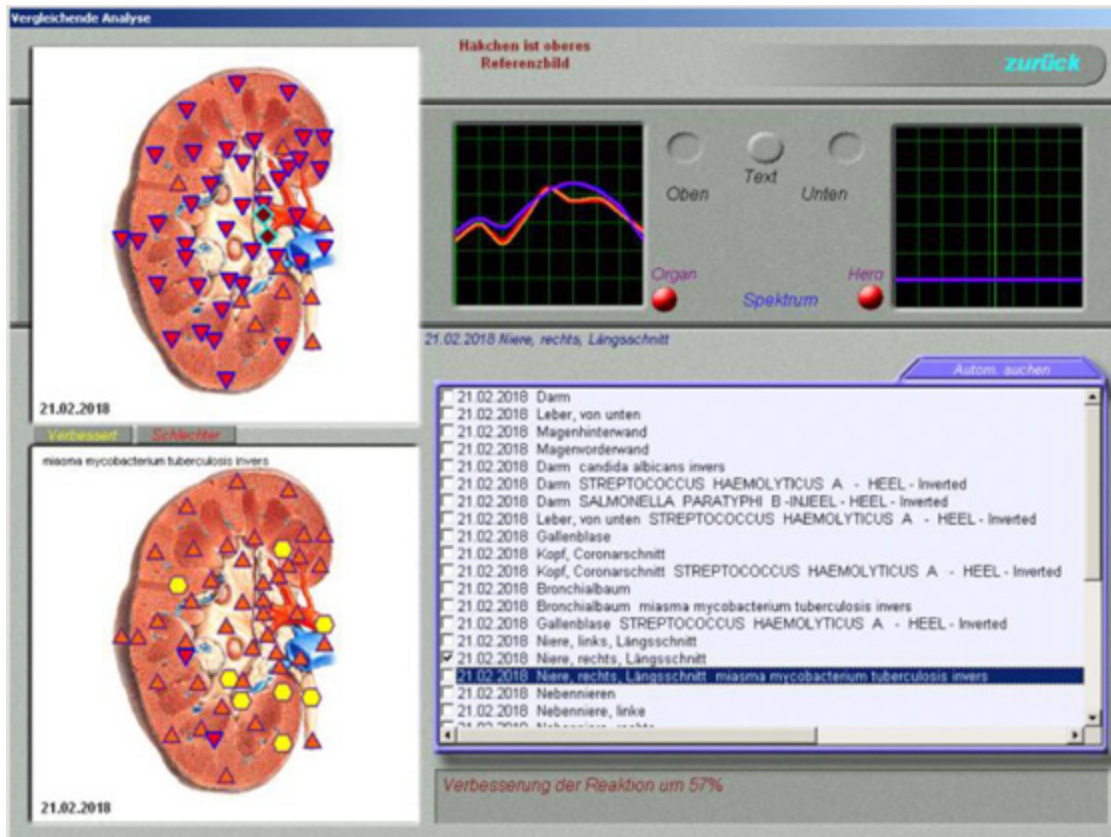 Vergleichende Analyse
Häkchen ist oberes
Referenzbild
zurück
Oben
Text
Unten
Organ
Spektrum
21.02.2018 Niere, rechts, Längsschnitt
21.02.2018
Autom. suchen
Verbessert
Schlechter
miasma mycobacterium tuberculosis invers
21.02.2018
21.02.2018 Darm
21.02.2018 Leber, von unten
21.02.2018 Magenhinterwand
21.02.2018 Magenvorderwand
21.02.2018 Darm candida albicans invers
21.02.2018 Darm STREPTOCOCCUS HAEMOLYTICUS A - HEEL - Inverted
21.02.2018 Darm SALMONELLA PARATYPHI B -INJEEL - HEEL - Inverted
21.02.2018 Leber, von unten STREPTOCOCCUS HAEMOLYTICUS A - HEEL - Inverted
21.02.2018 Gallenblase
21.02.2018 Kopf, Coronarschnitt
21.02.2018 Kopf, Coronarschnitt STREPTOCOCCUS HAEMOLYTICUS A - HEEL - Inverted
21.02.2018 Bronchialbaum
21.02.2018 Bronchialbaum miasma mycobacterium tuberculosis invers
21.02.2018 Gallenblase STREPTOCOCCUS HAEMOLYTICUS A - HEEL - Inverted
21.02.2018 Niere, links, Längsschnitt
21.02.2018 Niere, rechts, Längsschnitt
21.02.2018 Niere, rechts, Längsschnitt miasma mycobacterium tuberculosis invers
21.02.2018 Nebennieren
21.02.2018 Nebenniere, linke
Verbesserung der Reaktion um 57%